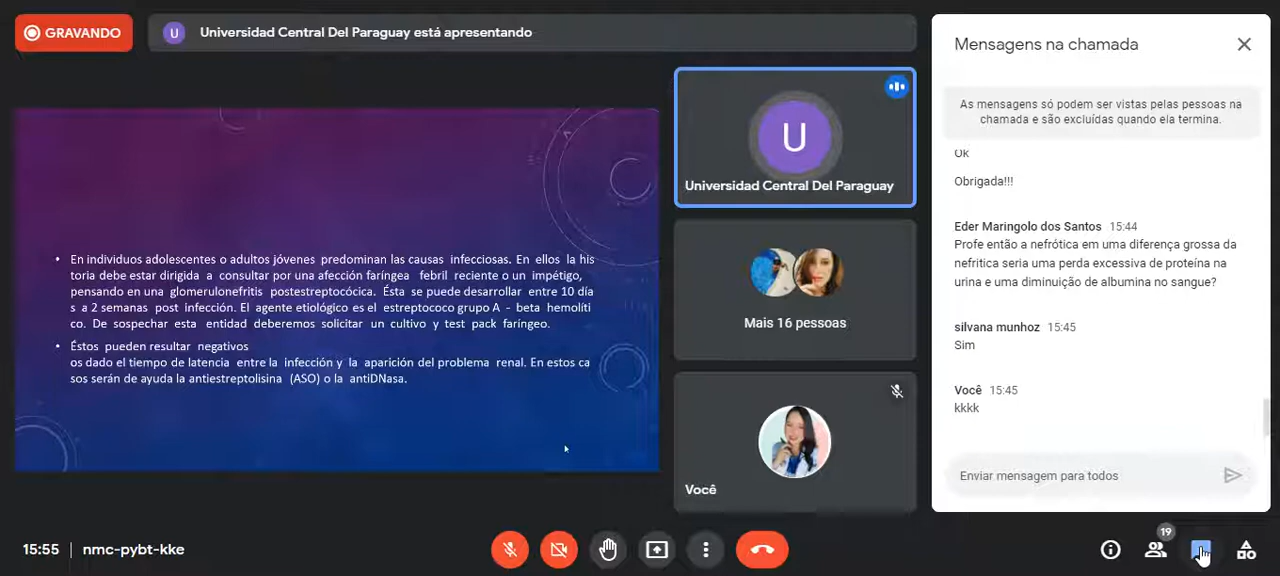 GRAVANDO
U
Universidad Central Del Paraguay está apresentando
• En individuos adolescentes o adultos jóvenes predominan las causas infecciosas. En ellos la his
toria debe estar dirigida a consultar por una afección faríngea febril reciente o un impétigo,
pensando en una glomerulonefritis postestreptocócica. Ésta se puede desarrollar entre 10 día
s a 2 semanas post infección. El agente etiológico es el estreptococo grupo A - beta hemolíti
co. De sospechar esta entidad deberemos solicitar un cultivo y test pack faríngeo.
• Éstos pueden resultar negativos
os dado el tiempo de latencia entre la infección y la aparición del problema renal. En estos ca
sos serán de ayuda la antiestreptolisina (ASO) o la antiDNasa.
U
Universidad Central Del Paraguay
Mais 16 pessoas
Você
Mensagens na chamada
As mensagens só podem ser vistas pelas pessoas na
chamada e são excluídas quando ela termina.
Ok
Obrigada!!!
Eder Maringolo dos Santos 15:44
Profe então a nefrótica em uma diferença grossa da
nefritica seria uma perda excessiva de proteína na
urina e uma diminuição de albumina no sangue?
silvana munhoz 15:45
Sim
Você 15:45
kkkk
Enviar mensagem para todos
15:55 | nmc-pybt-kke
19